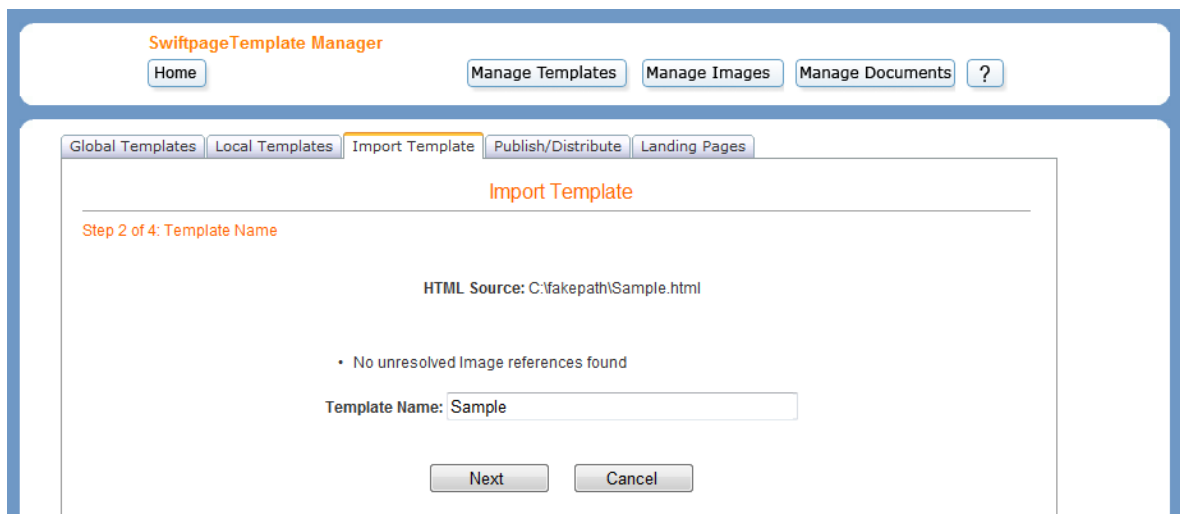 SwiftpageTemplate Manager
Home Manage Templates Manage Images Manage Documents ?
Global Templates Local Templates Import Template Publish/Distribute Landing Pages
Import Template
Step 2 of 4: Template Name
HTML Source: C:\fakepath\Sample.html
• No unresolved Image references found
Template Name: Sample
Next Cancel